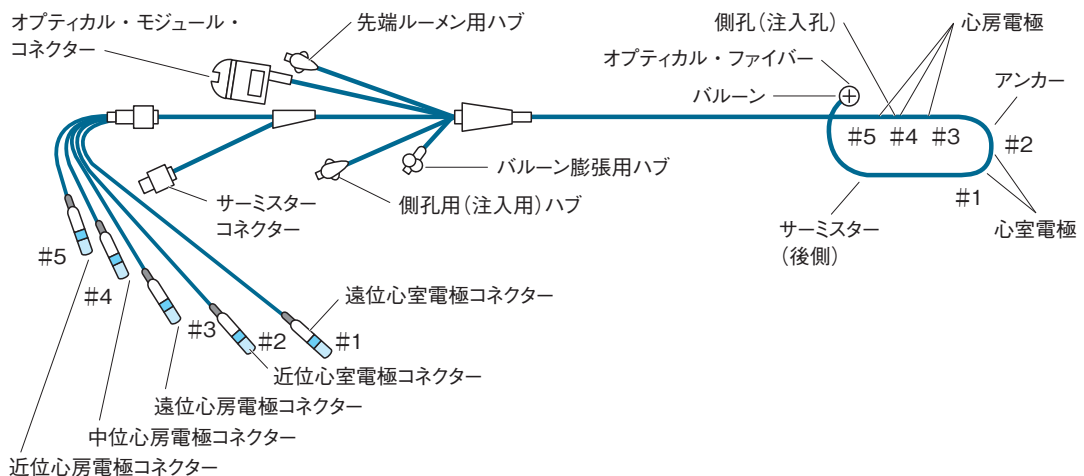 オプティカル・モジュール・
コネクター
先端ルーメン用ハブ
側孔(注入孔)
心房電極
オプティカル・ファイバー
バルーン
アンカー
#5
#4
#3
#2
#1
バルーン膨張用ハブ
側孔用(注入用)ハブ
サーミスター
コネクター
サーミスター
(後側)
心室電極
#5
#4
#3
#2
#1
遠位心室電極コネクター
近位心室電極コネクター
遠位心房電極コネクター
中位心房電極コネクター
近位心房電極コネクター